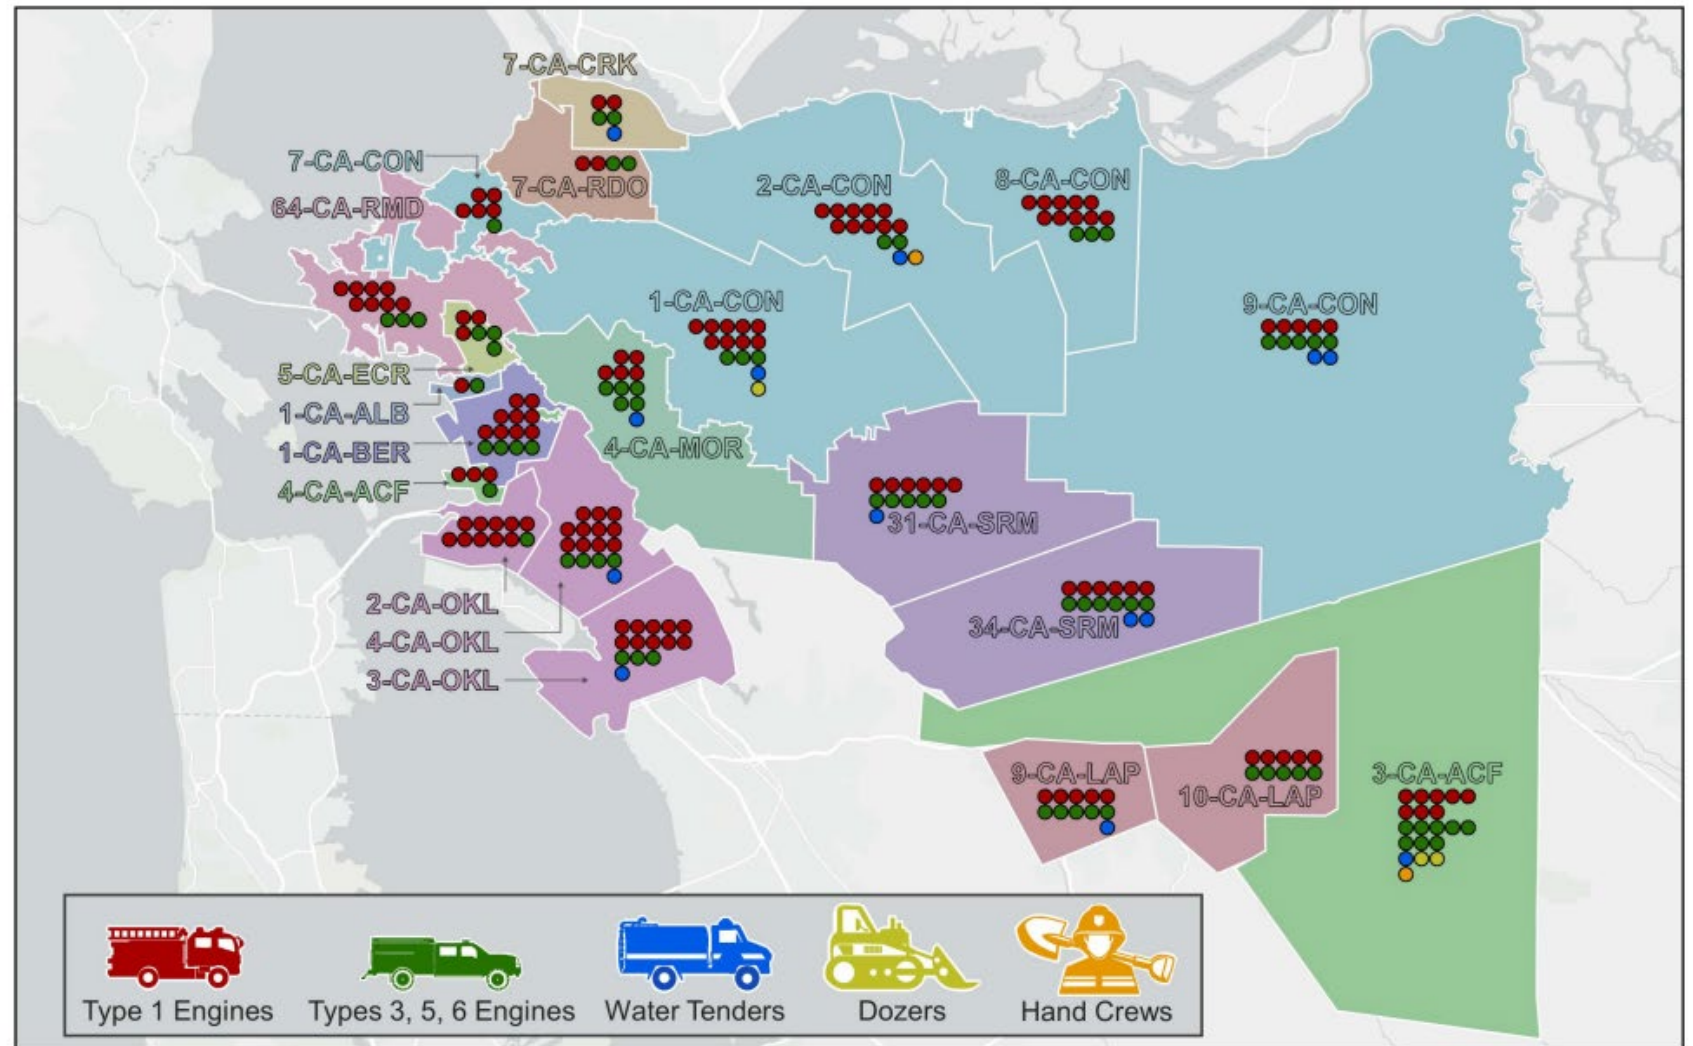 7-CA-CRK
7-CA-CON
7-CA-RDO
2-CA-CON
8-CA-CON
64-CA-RMD
1-CA-CON
9-CA-CON
5-CA-ECR
1-CA-ALB
1-CA-BER
4-CA-MOR
4-CA-ACF
31-CA-SRM
2-CA-OKL
34-CA-SRM
4-CA-OKL
3-CA-OKL
9-CA-LAP
10-CA-LAP
3-CA-ACF
Type 1 Engines
Types 3, 5, 6 Engines
Water Tenders
Dozers
Hand Crews